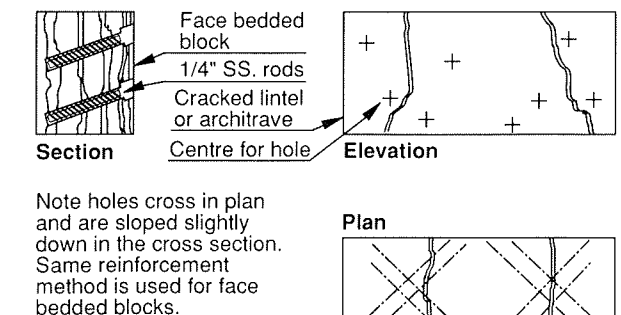 Face bedded
block
1/4" SS. rods
Cracked lintel
or architrave
Centre for hole
Section
Elevation
Note holes cross in plan
and are sloped slightly
down in the cross section.
Same reinforcement
method is used for face
bedded blocks.
Plan